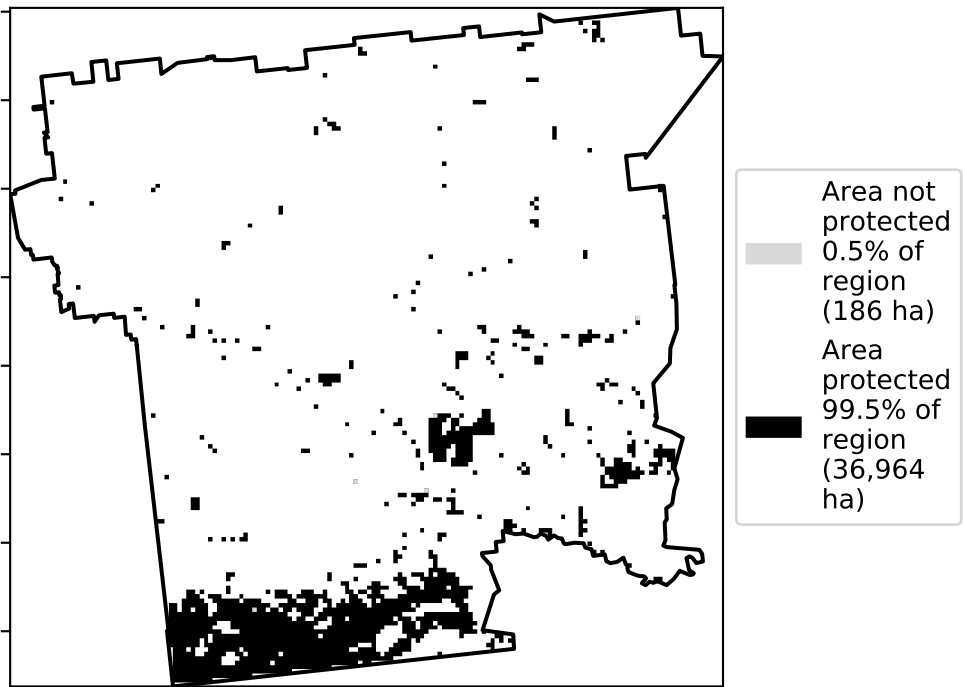 Area not
protected
0.5% of
region
(186 ha)
Area
protected
99.5% of
region
(36,964
ha)